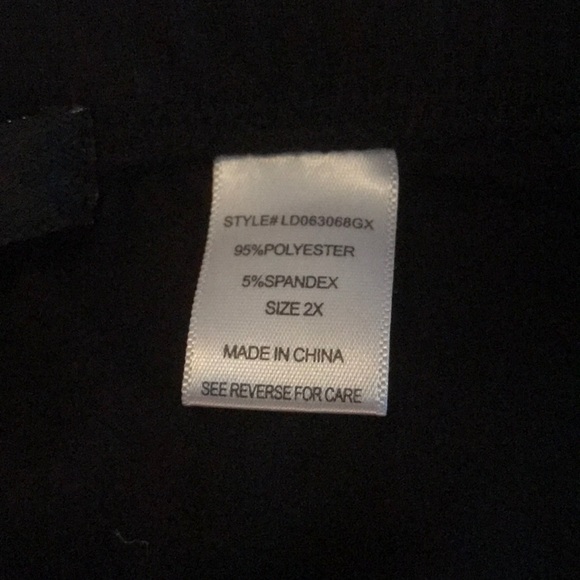 STYLE# LD063068GX
95%POLYESTER
5%SPANDEX
SIZE 2X
MADE IN CHINA
SEE REVERSE FOR CARE